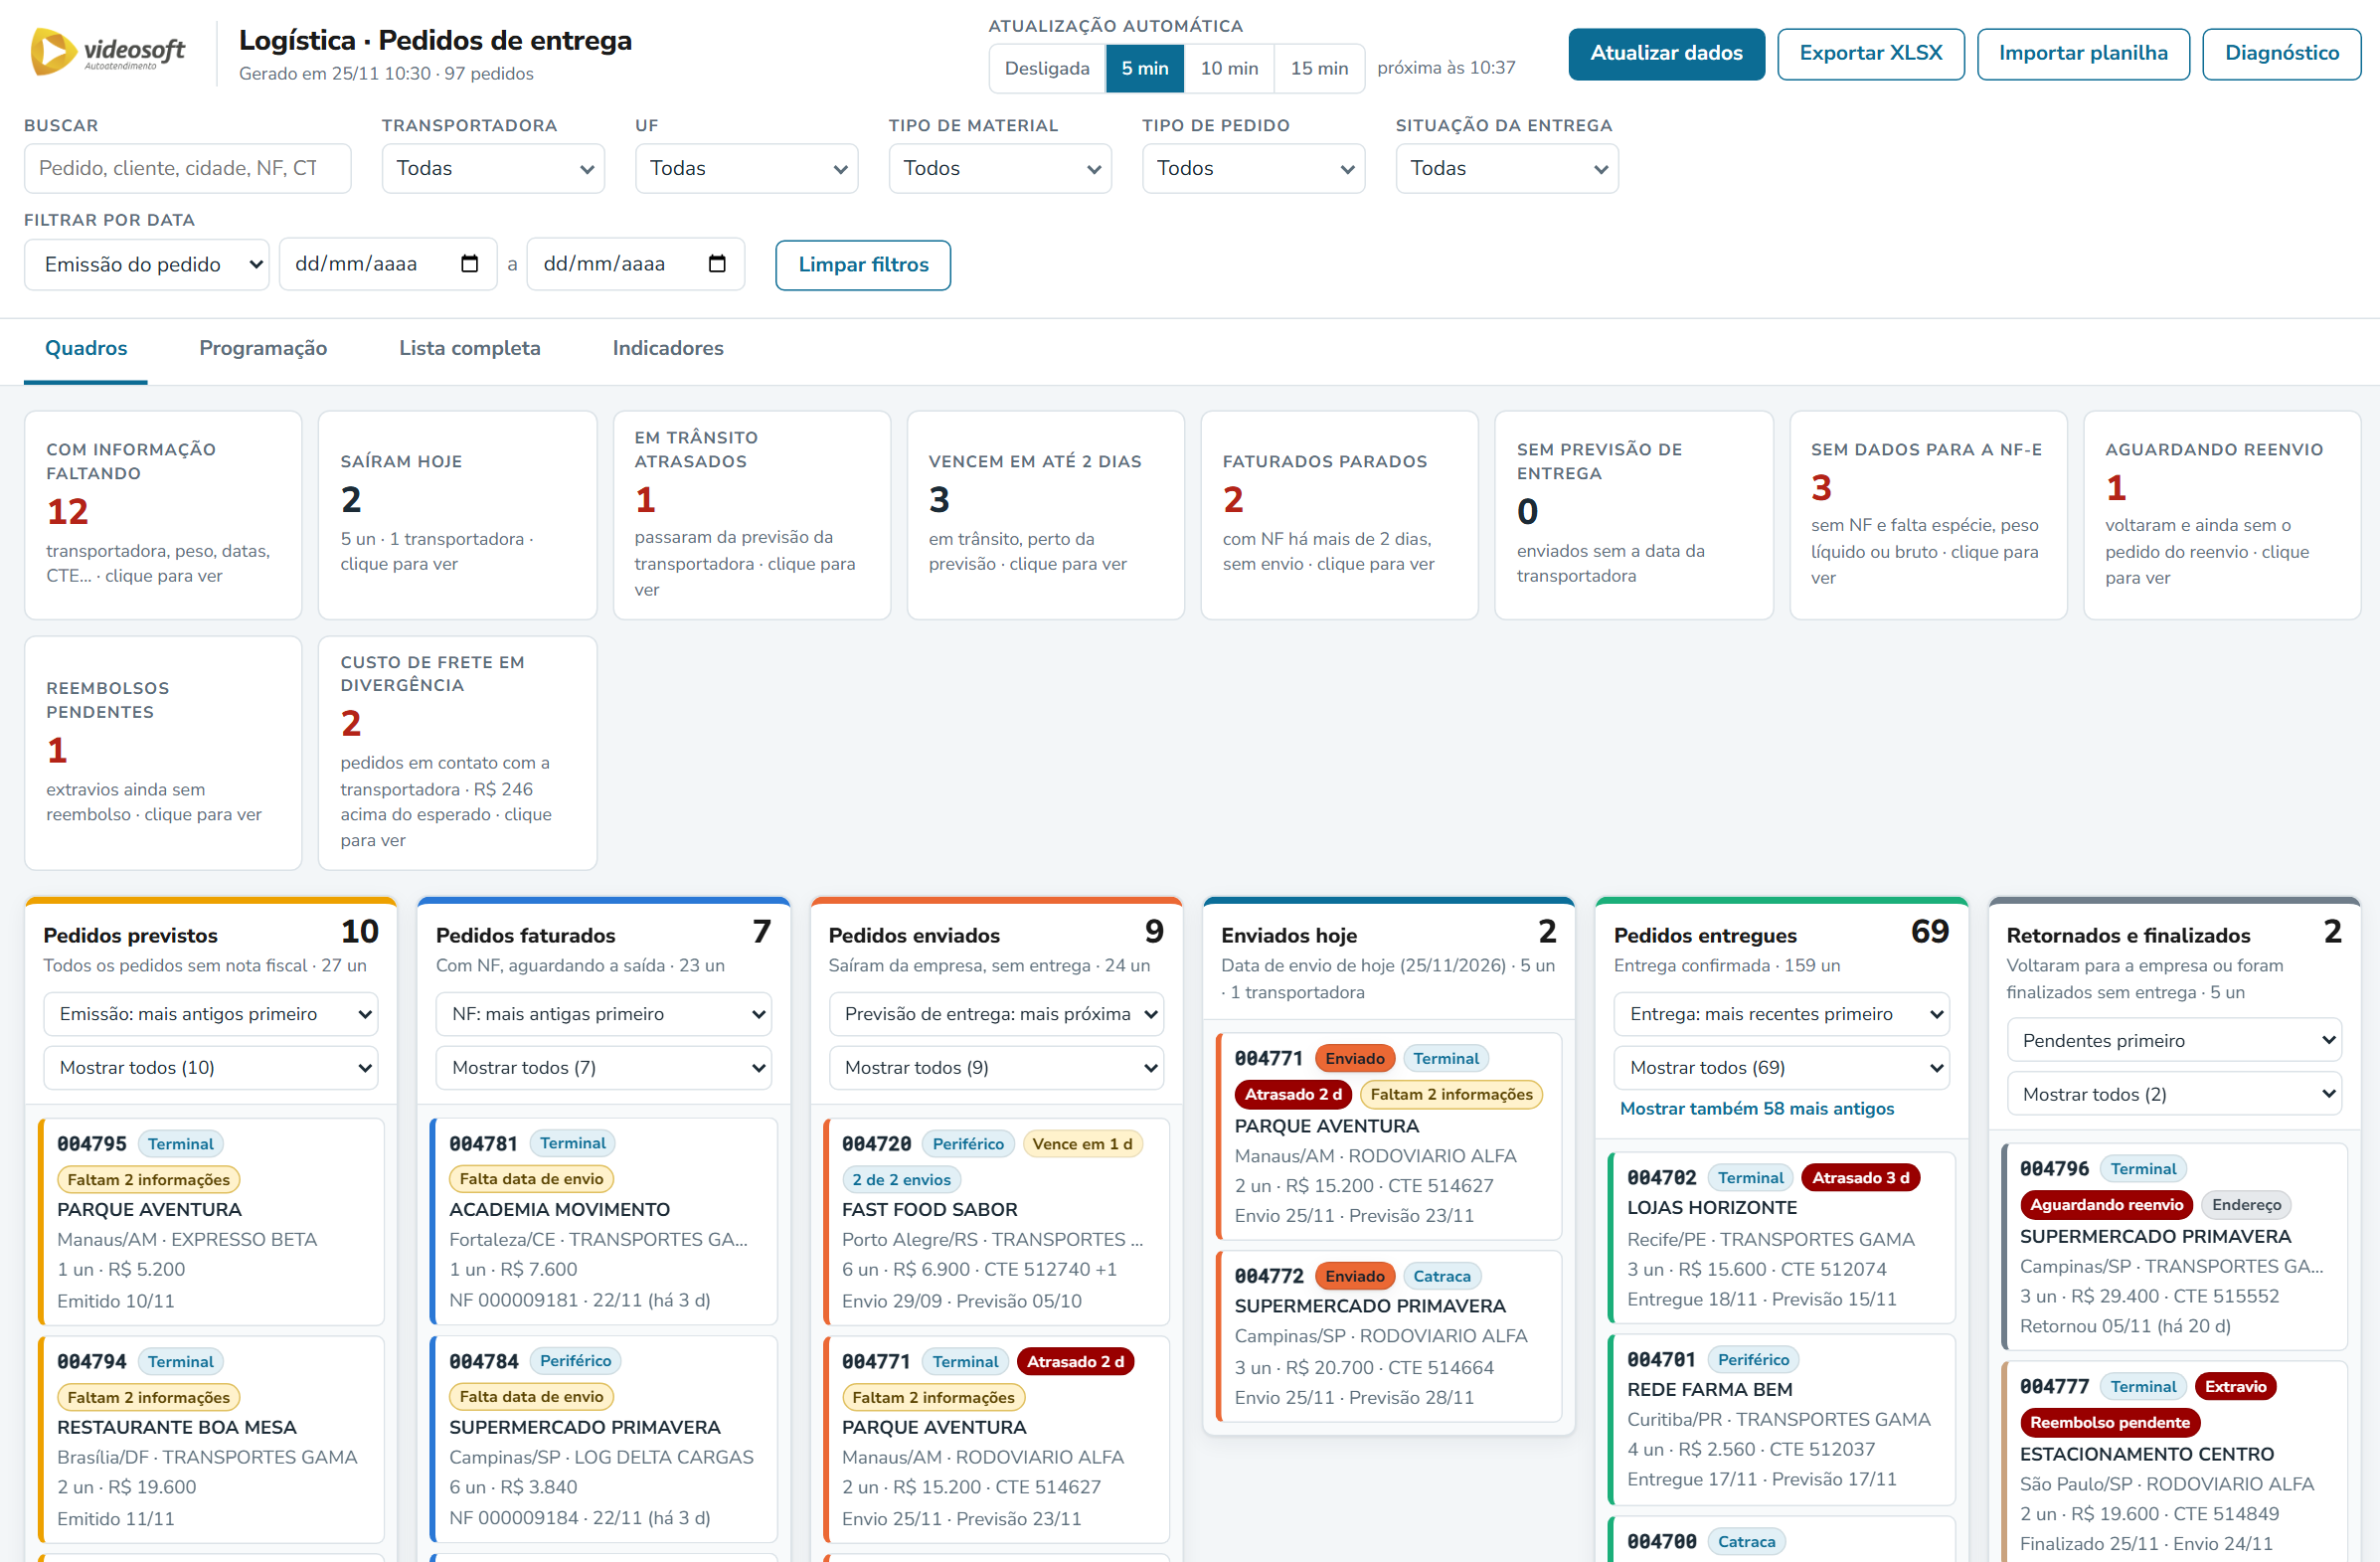 videosoft
Autoatendimento
Logística · Pedidos de entrega
Gerado em 25/11 10:30 · 97 pedidos
ATUALIZAÇÃO AUTOMÁTICA
Desligada 5 min 10 min 15 min próxima às 10:37
Atualizar dados Exportar XLSX Importar planilha Diagnóstico
BUSCAR TRANSPORTADORA UF TIPO DE MATERIAL TIPO DE PEDIDO SITUAÇÃO DA ENTREGA
Pedido, cliente, cidade, NF, CT Todas Todas Todos Todos Todas
FILTRAR POR DATA
Emissão do pedido dd/mm/aaaa a dd/mm/aaaa Limpar filtros
Quadros Programação Lista completa Indicadores
COM INFORMAÇÃO
FALTANDO
12
transportadora, peso, datas,
CTE... · clique para ver
SAÍRAM HOJE
2
5 un · 1 transportadora ·
clique para ver
EM TRÂNSITO
ATRASADOS
1
passaram da previsão da
transportadora · clique para
ver
VENCEM EM ATÉ 2 DIAS
3
em trânsito, perto da
previsão · clique para ver
FATURADOS PARADOS
2
com NF há mais de 2 dias,
sem envio · clique para ver
SEM PREVISÃO DE
ENTREGA
0
enviados sem a data da
transportadora
SEM DADOS PARA A NF-E
3
sem NF e falta espécie, peso
líquido ou bruto · clique para
ver
AGUARDANDO REENVIO
1
voltaram e ainda sem o
pedido do reenvio · clique
para ver
REEMBOLSOS
PENDENTES
1
extravios ainda sem
reembolso · clique para ver
CUSTO DE FRETE EM
DIVERGÊNCIA
2
pedidos em contato com a
transportadora · R$ 246
acima do esperado · clique
para ver
Pedidos previstos 10
Todos os pedidos sem nota fiscal · 27 un
Emissão: mais antigos primeiro
Mostrar todos (10)
004795 Terminal
Faltam 2 informações
PARQUE AVENTURA
Manaus/AM · EXPRESSO BETA
1 un · R$ 5.200
Emitido 10/11
004794 Terminal
Faltam 2 informações
RESTAURANTE BOA MESA
Brasília/DF · TRANSPORTES GAMA
2 un · R$ 19.600
Emitido 11/11
Pedidos faturados 7
Com NF, aguardando a saída · 23 un
NF: mais antigas primeiro
Mostrar todos (7)
004781 Terminal
Falta data de envio
ACADEMIA MOVIMENTO
Fortaleza/CE · TRANSPORTES GA...
1 un · R$ 7.600
NF 000009181 · 22/11 (há 3 d)
004784 Periférico
Falta data de envio
SUPERMERCADO PRIMAVERA
Campinas/SP · LOG DELTA CARGAS
6 un · R$ 3.840
NF 000009184 · 22/11 (há 3 d)
Pedidos enviados 9
Saíram da empresa, sem entrega · 24 un
Previsão de entrega: mais próxima
Mostrar todos (9)
004720 Periférico Vence em 1 d
2 de 2 envios
FAST FOOD SABOR
Porto Alegre/RS · TRANSPORTES ...
6 un · R$ 6.900 · CTE 512740 +1
Envio 29/09 · Previsão 05/10
004771 Terminal Atrasado 2 d
Faltam 2 informações
PARQUE AVENTURA
Manaus/AM · RODOVIARIO ALFA
2 un · R$ 15.200 · CTE 514627
Envio 25/11 · Previsão 23/11
Enviados hoje 2
Data de envio de hoje (25/11/2026) · 5 un
· 1 transportadora
004771 Enviado Terminal
Atrasado 2 d Faltam 2 informações
PARQUE AVENTURA
Manaus/AM · RODOVIARIO ALFA
2 un · R$ 15.200 · CTE 514627
Envio 25/11 · Previsão 23/11
004772 Enviado Catraca
SUPERMERCADO PRIMAVERA
Campinas/SP · RODOVIARIO ALFA
3 un · R$ 20.700 · CTE 514664
Envio 25/11 · Previsão 28/11
Pedidos entregues 69
Entrega confirmada · 159 un
Entrega: mais recentes primeiro
Mostrar todos (69)
Mostrar também 58 mais antigos
004702 Terminal Atrasado 3 d
LOJAS HORIZONTE
Recife/PE · TRANSPORTES GAMA
3 un · R$ 15.600 · CTE 512074
Entregue 18/11 · Previsão 15/11
004701 Periférico
REDE FARMA BEM
Curitiba/PR · TRANSPORTES GAMA
4 un · R$ 2.560 · CTE 512037
Entregue 17/11 · Previsão 17/11
004700 Catraca
Retornados e finalizados 2
Voltaram para a empresa ou foram
finalizados sem entrega · 5 un
Pendentes primeiro
Mostrar todos (2)
004796 Terminal
Aguardando reenvio Endereço
SUPERMERCADO PRIMAVERA
Campinas/SP · TRANSPORTES GA...
3 un · R$ 29.400 · CTE 515552
Retornou 05/11 (há 20 d)
004777 Terminal Extravio
Reembolso pendente
ESTACIONAMENTO CENTRO
São Paulo/SP · RODOVIARIO ALFA
2 un · R$ 19.600 · CTE 514849
Finalizado 25/11 · Envio 24/11